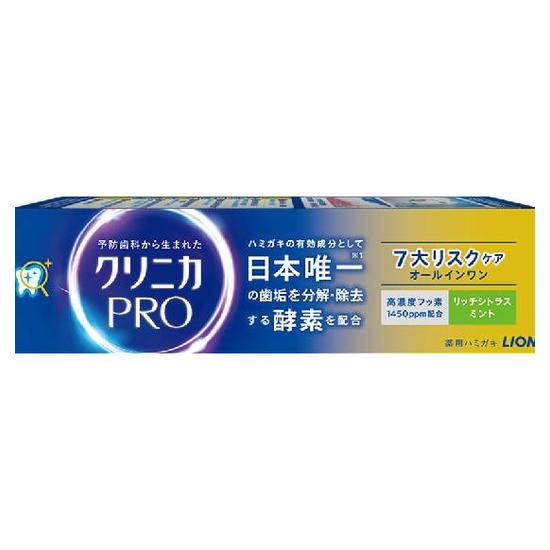 予防歯科から生まれた
クリニカ
PRO
ハミガキの有効成分として
日本唯一※1
の歯垢を分解・除去
する酵素を配合
7大リスクケア
オールインワン
高濃度フッ素
1450ppm配合
リッチシトラス
ミント
薬用ハミガキ LION